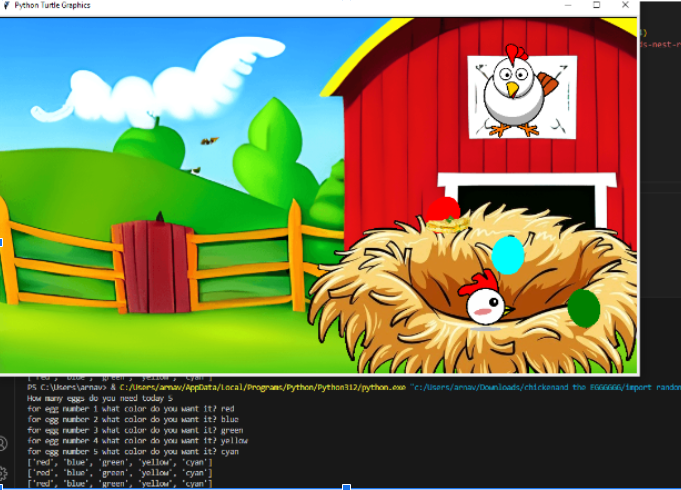 Python Turtle Graphics
ds-nest-r
['red', 'blue', 'green', 'yellow', 'cyan']
PS C:\Users\arnav> & C:/Users/arnav/AppData/Local/Programs/Python/Python312/python.exe "c:/Users/arnav/Downloads/chickenand the EGGGGGG/import random
How many eggs do you need today 5
for egg number 1 what color do you want it? red
for egg number 2 what color do you want it? blue
for egg number 3 what color do you want it? green
for egg number 4 what color do you want it? yellow
for egg number 5 what color do you want it? cyan
['red', 'blue', 'green', 'yellow', 'cyan']
['red', 'blue', 'green', 'yellow', 'cyan']
['red', 'blue', 'green', 'yellow', 'cyan']